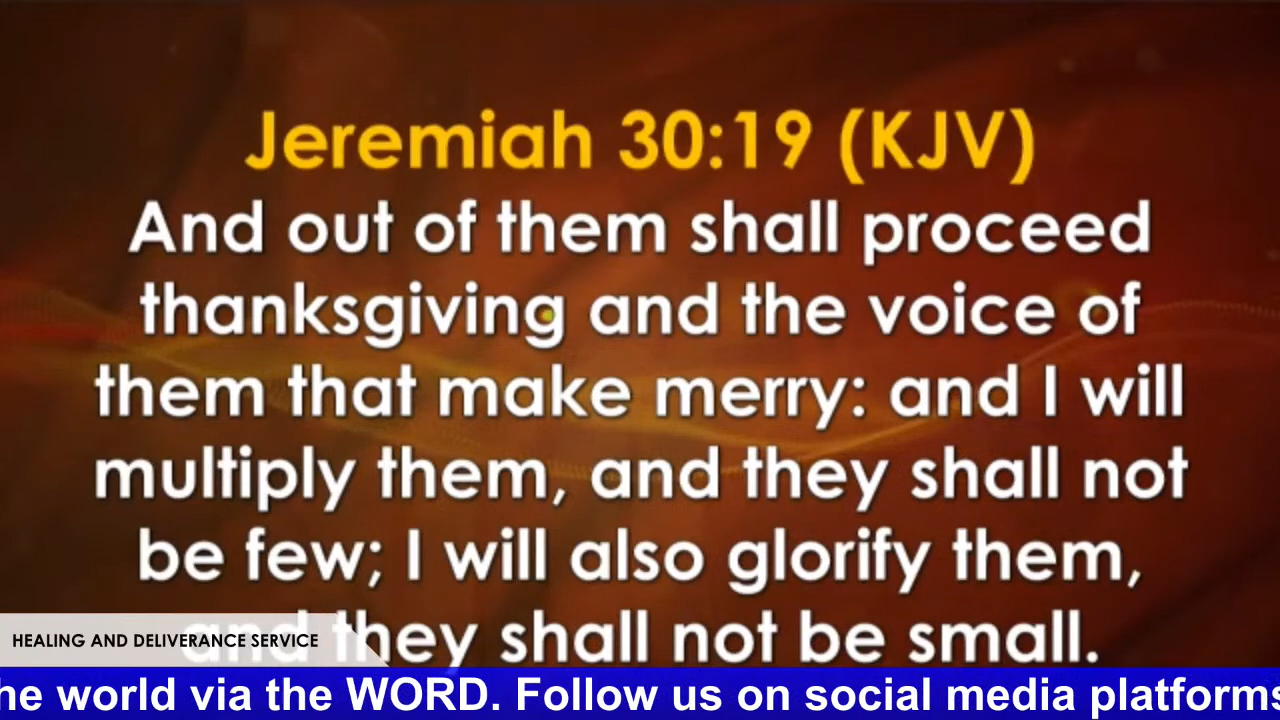 Jeremiah 30:19 (KJV)
And out of them shall proceed
thanksgiving and the voice of
them that make merry: and I will
multiply them, and they shall not
be few; I will also glorify them,
and they shall not be small.
HEALING AND DELIVERANCE SERVICE
he world via the WORD. Follow us on social media platforms